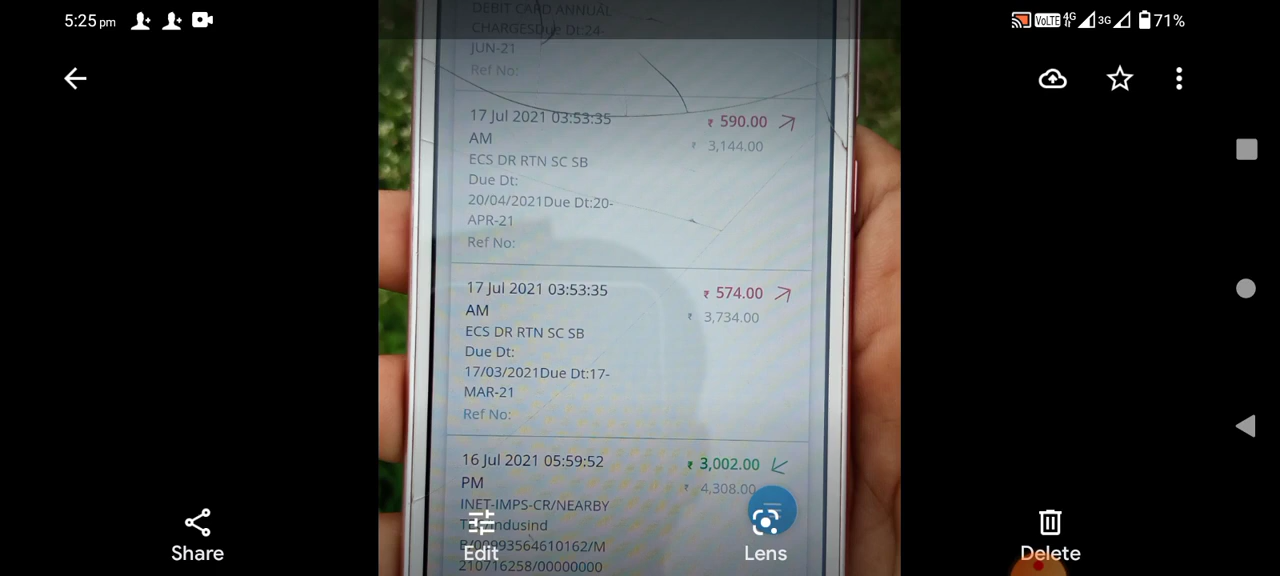 5:25 pm
VoLTE 4G 3G 71%
DEBIT CARD ANNUAL
CHARGESDue Dt:24-
JUN-21
Ref No:
17 Jul 2021 03:53:35
AM
₹ 590.00
₹ 3,144.00
ECS DR RTN SC SB
Due Dt:
20/04/2021Due Dt:20-
APR-21
Ref No:
17 Jul 2021 03:53:35
AM
₹ 574.00
₹ 3,734.00
ECS DR RTN SC SB
Due Dt:
17/03/2021Due Dt:17-
MAR-21
Ref No:
16 Jul 2021 05:59:52
PM
₹ 3,002.00
₹ 4,308.00
INET-IMPS-CR/NEARBY
Indusind
210716258/00000000
Share
Edit
Lens
Delete